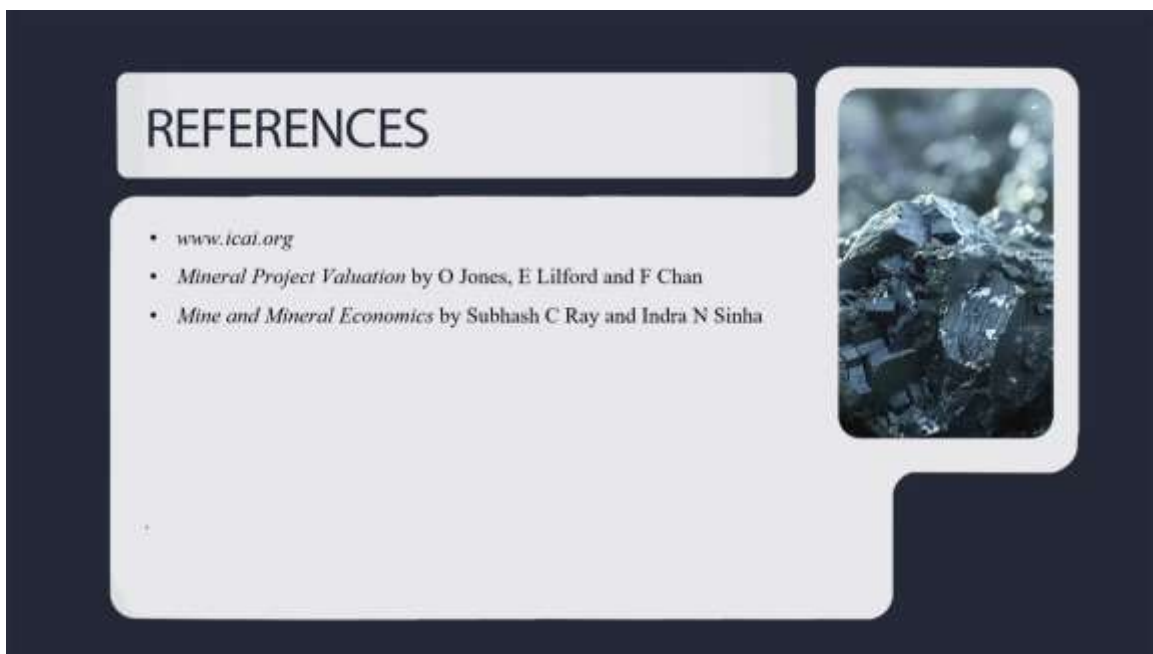 REFERENCES
• www.icai.org
• Mineral Project Valuation by O Jones, E Lilford and F Chan
• Mine and Mineral Economics by Subhash C Ray and Indra N Sinha